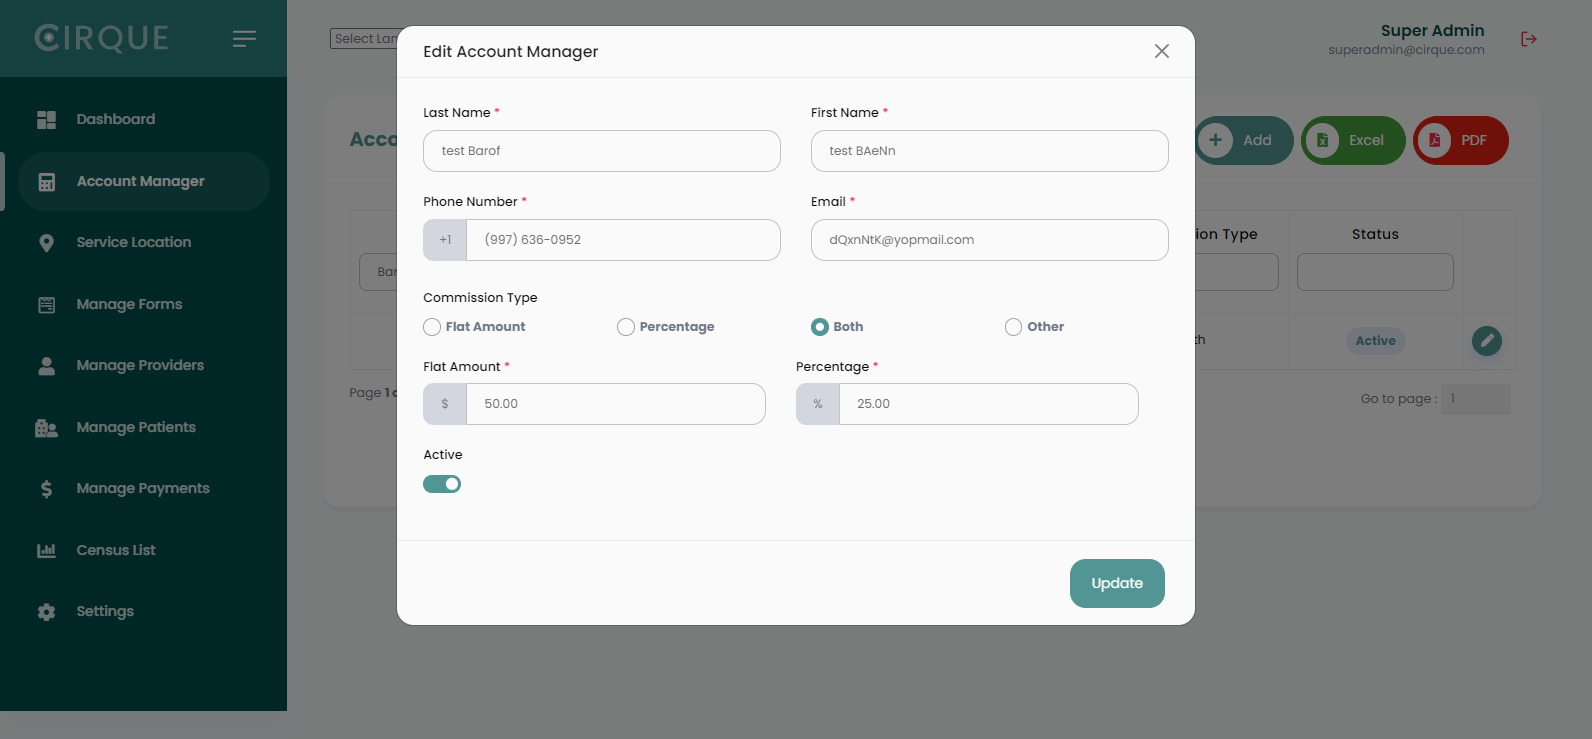 CIRQUE
Dashboard
Account Manager
Service Location
Manage Forms
Manage Providers
Manage Patients
Manage Payments
Census List
Settings
Select Lan
Super Admin
superadmin@cirque.com
Acco
Add
Excel
PDF
ion Type
Status
Bar
th
Active
Page 1 o
Go to page : 1
Edit Account Manager
Last Name *
First Name *
test Barof
test BAeNn
Phone Number *
Email *
+1 (997) 636-0952
dQxnNtK@yopmail.com
Commission Type
Flat Amount Percentage Both Other
Flat Amount *
Percentage *
$ 50.00
% 25.00
Active
Update